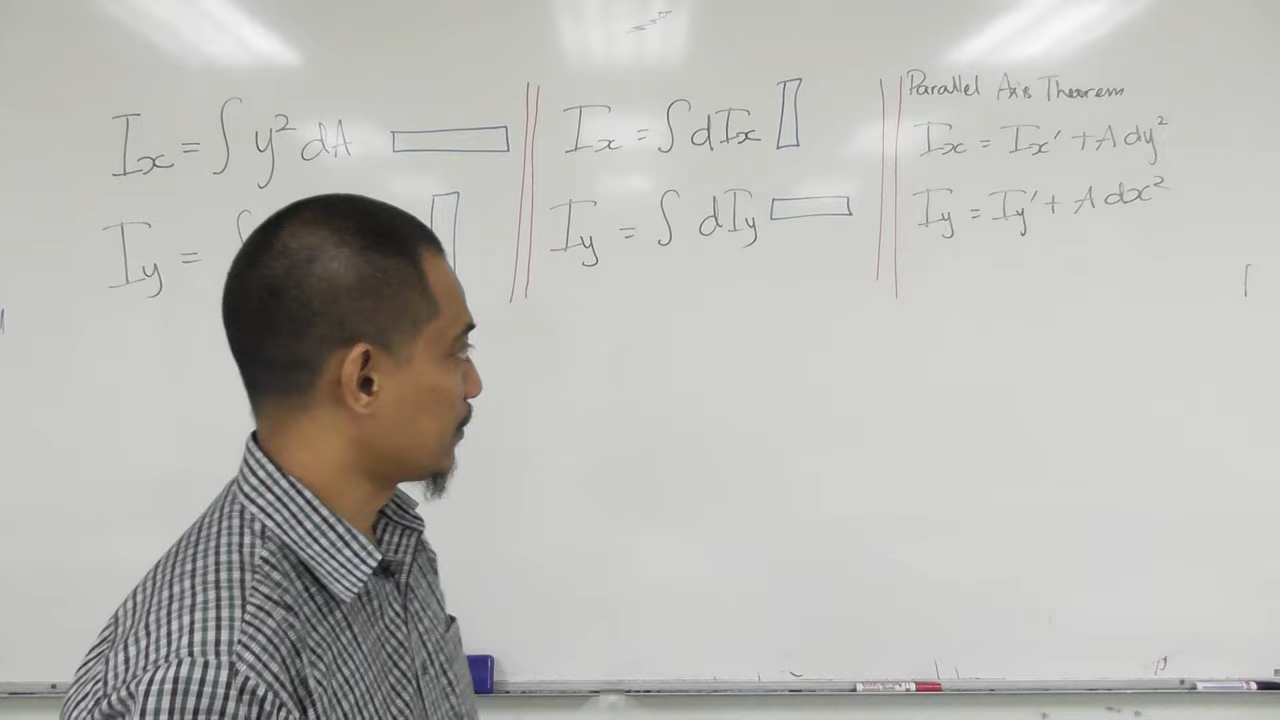 Ix = ∫ y² dA
Iy = ∫
Ix = ∫ dIx
Iy = ∫ dIy
Parallel Axis Theorem
Ix = Ix' + A dy²
Iy = Iy' + A dx²